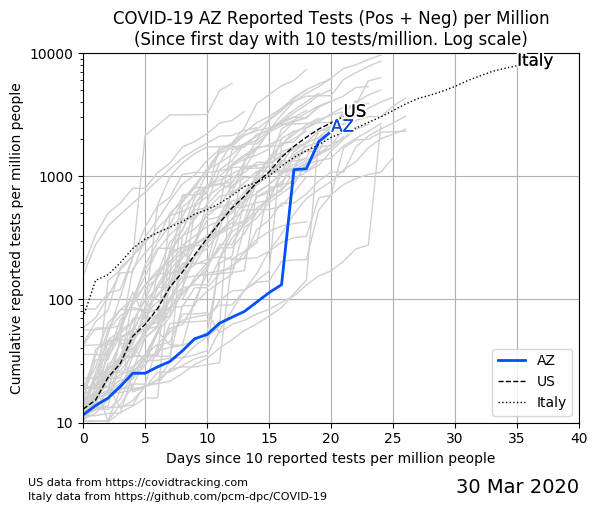 COVID-19 AZ Reported Tests (Pos + Neg) per Million
(Since first day with 10 tests/million. Log scale)
Cumulative reported tests per million people
10000
1000
100
10
Italy
US
AZ
AZ
US
Italy
0 5 10 15 20 25 30 35 40
Days since 10 reported tests per million people
US data from https://covidtracking.com
Italy data from https://github.com/pcm-dpc/COVID-19
30 Mar 2020